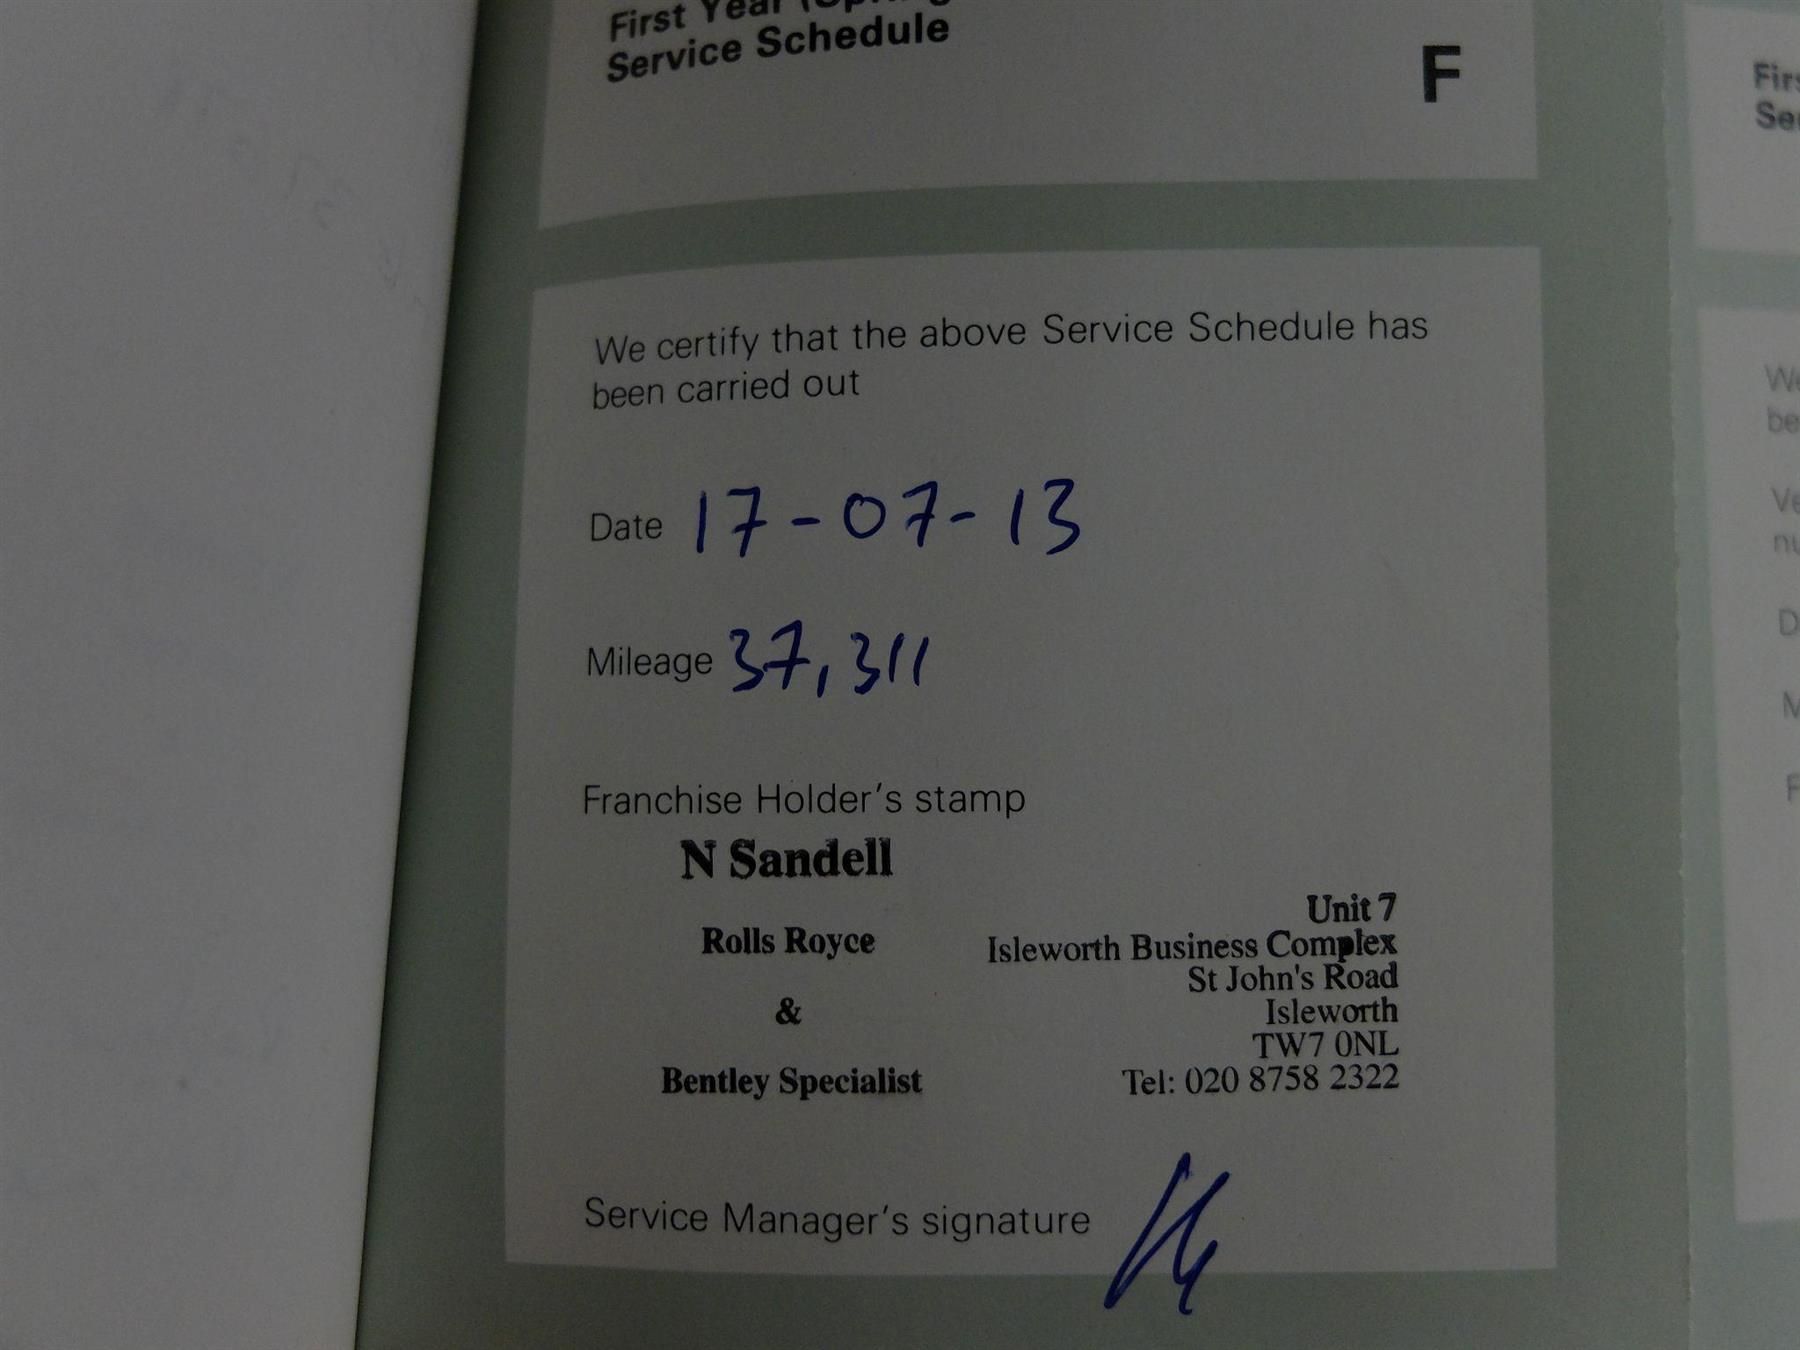 First Year
Service Schedule
F
We certify that the above Service Schedule has
been carried out
Date 17-07-13
Mileage 37,311
Franchise Holder's stamp
N Sandell
Rolls Royce
&
Bentley Specialist
Unit 7
Isleworth Business Complex
St John's Road
Isleworth
TW7 0NL
Tel: 020 8758 2322
Service Manager's signature